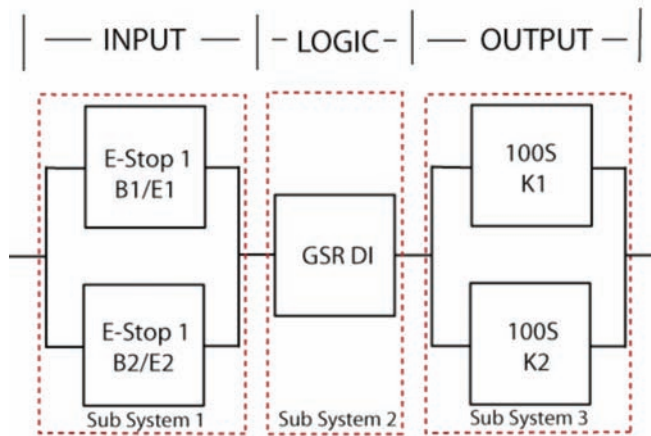 INPUT
LOGIC
OUTPUT
E-Stop 1
B1/E1
E-Stop 1
B2/E2
Sub System 1
GSR DI
Sub System 2
100S
K1
100S
K2
Sub System 3